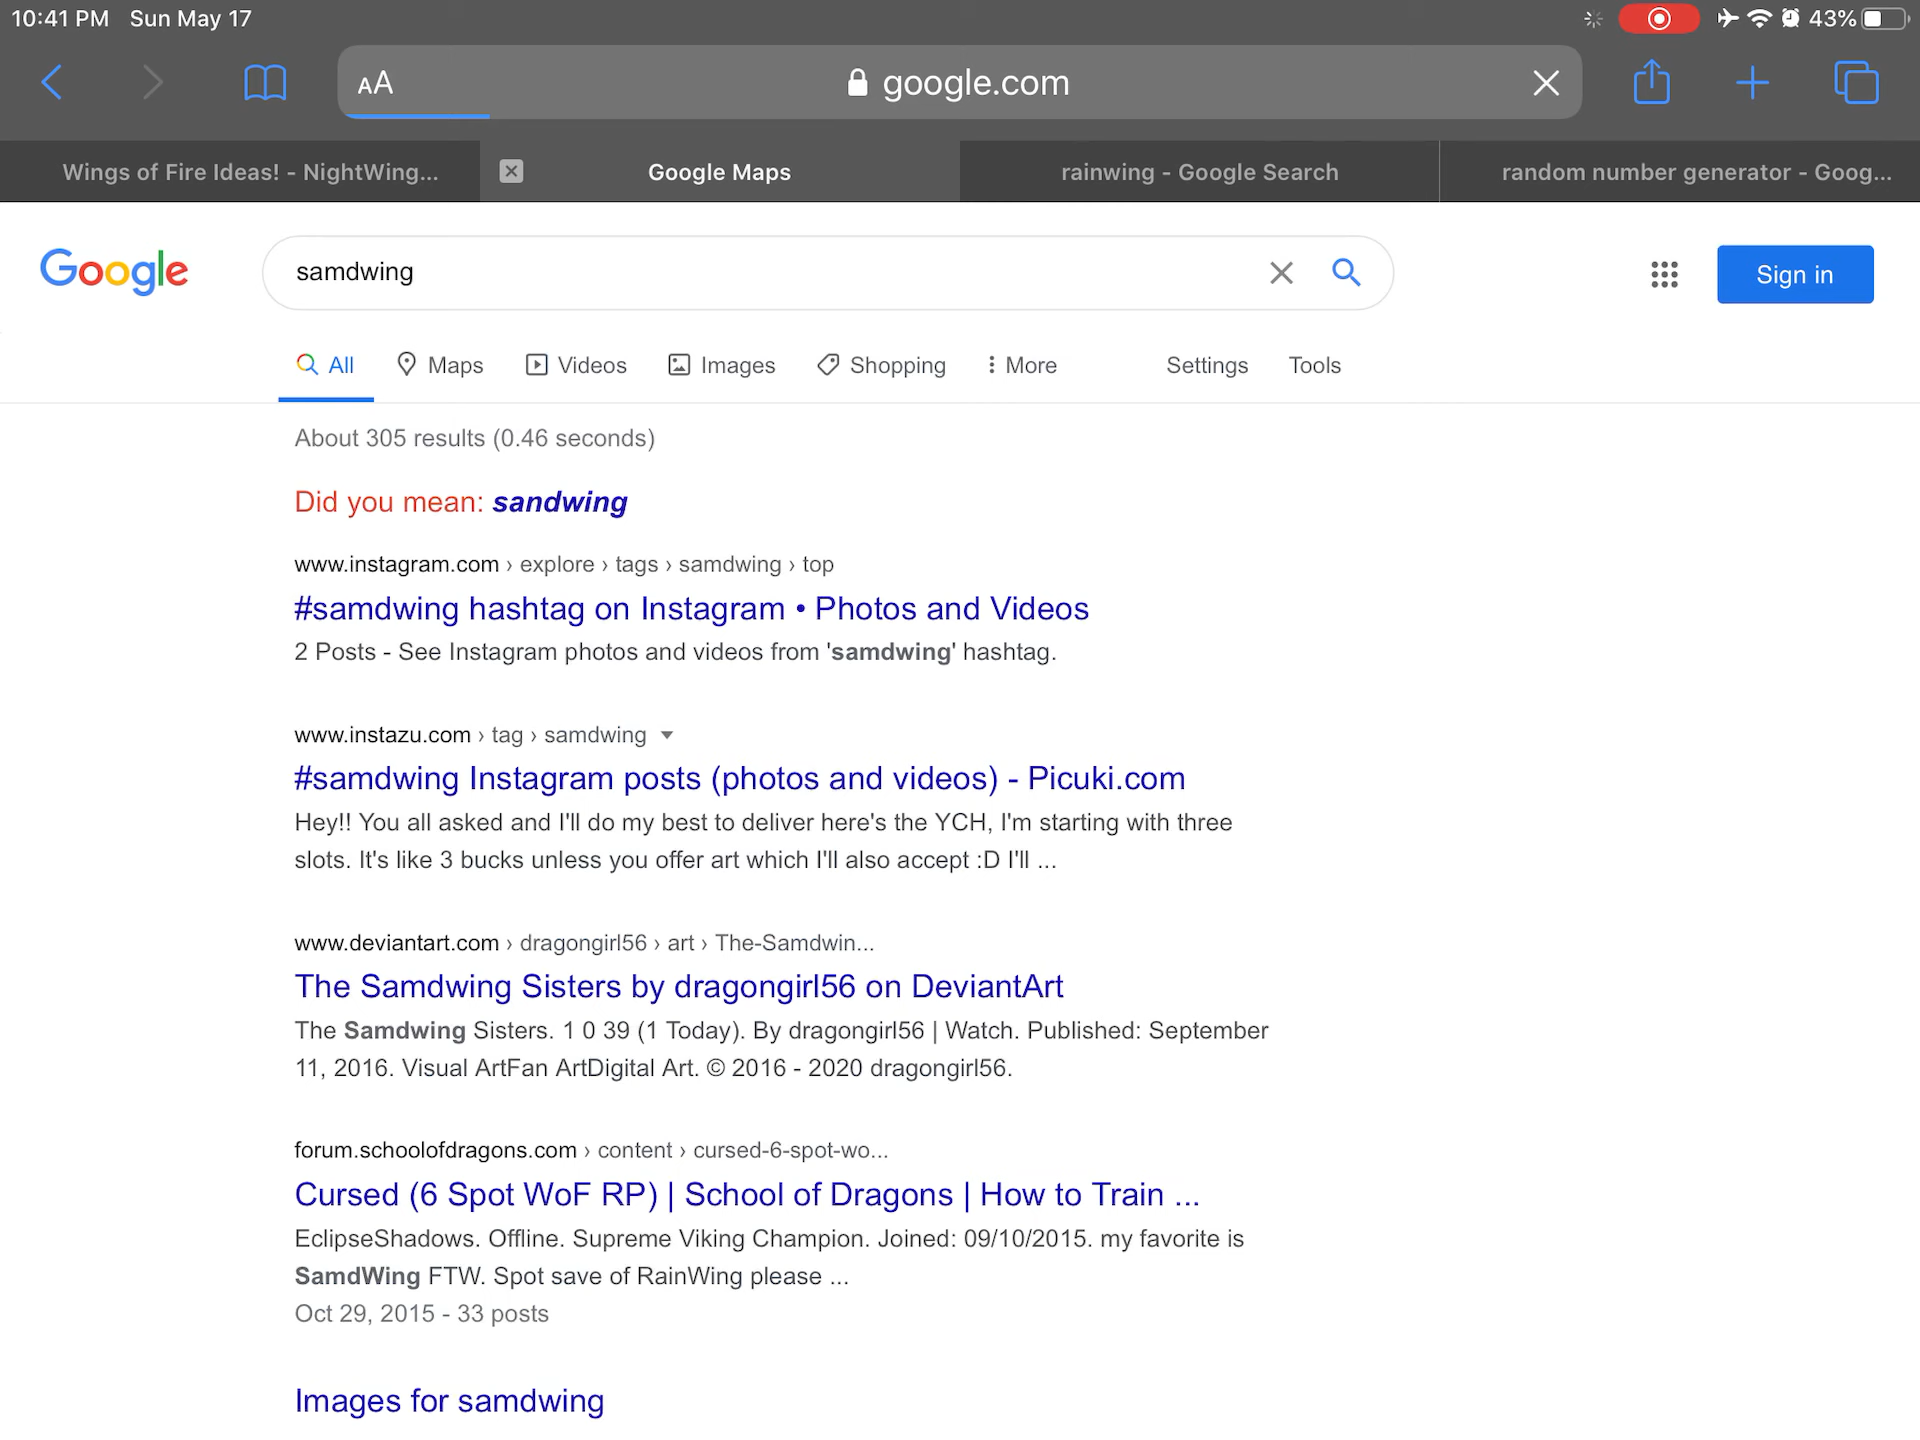 10:41 PM Sun May 17
43%
AA google.com
Wings of Fire Ideas! - NightWing... Google Maps rainwing - Google Search random number generator - Goog...
Google samdwing Sign in
All Maps Videos Images Shopping More Settings Tools
About 305 results (0.46 seconds)
Did you mean: sandwing
www.instagram.com › explore › tags › samdwing › top
#samdwing hashtag on Instagram • Photos and Videos
2 Posts - See Instagram photos and videos from 'samdwing' hashtag.
www.instazu.com › tag › samdwing
#samdwing Instagram posts (photos and videos) - Picuki.com
Hey!! You all asked and I'll do my best to deliver here's the YCH, I'm starting with three
slots. It's like 3 bucks unless you offer art which I'll also accept :D I'll ...
www.deviantart.com › dragongirl56 › art › The-Samdwin...
The Samdwing Sisters by dragongirl56 on DeviantArt
The Samdwing Sisters. 1 0 39 (1 Today). By dragongirl56 | Watch. Published: September
11, 2016. Visual ArtFan ArtDigital Art. © 2016 - 2020 dragongirl56.
forum.schoolofdragons.com › content › cursed-6-spot-wo...
Cursed (6 Spot WoF RP) | School of Dragons | How to Train ...
EclipseShadows. Offline. Supreme Viking Champion. Joined: 09/10/2015. my favorite is
SamdWing FTW. Spot save of RainWing please ...
Oct 29, 2015 - 33 posts
Images for samdwing